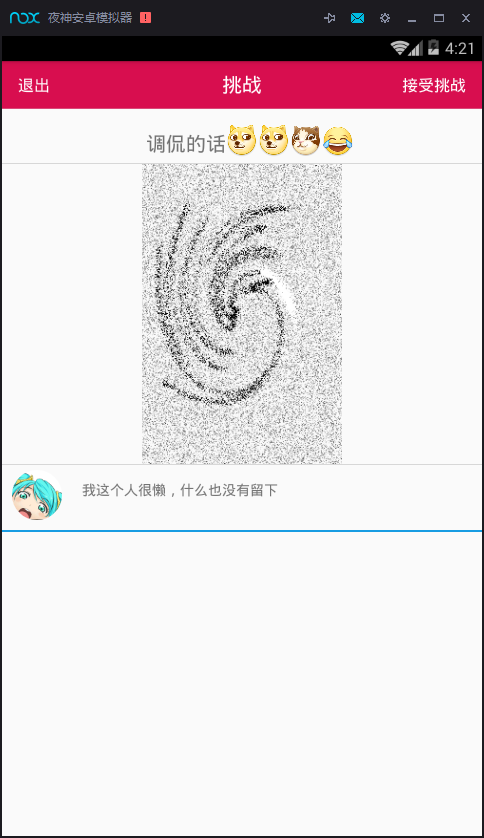 nox 夜神安卓模拟器
4:21
退出 挑战 接受挑战
调侃的话
我这个人很懒，什么也没有留下